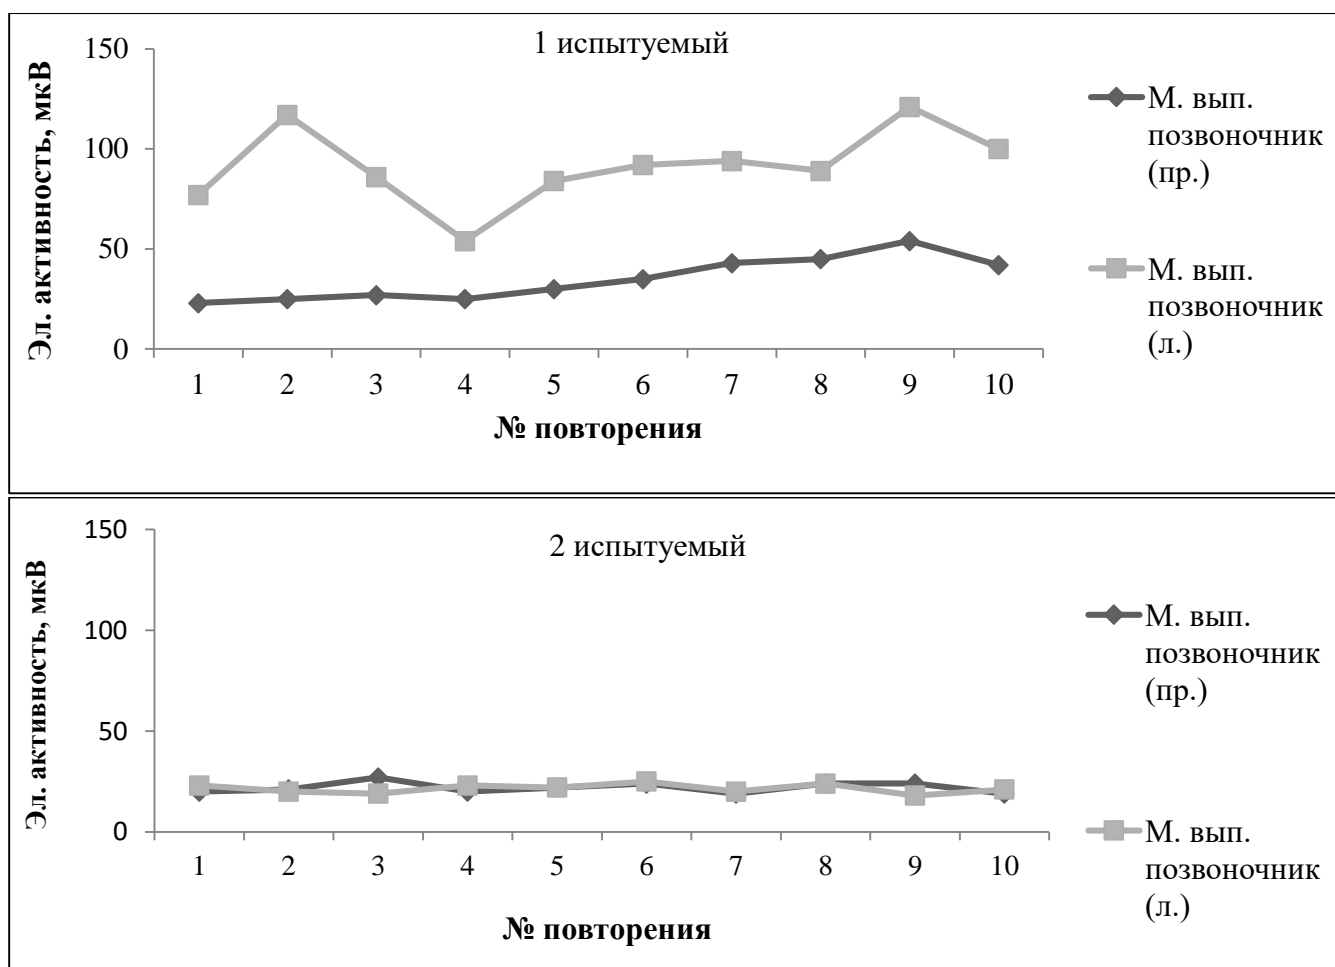 1 испытуемый
Эл. активность, мкВ
150
100
50
0
1 2 3 4 5 6 7 8 9 10
№ повторения
М. вып.
позвоночник
(пр.)
М. вып.
позвоночник
(л.)
2 испытуемый
Эл. активность, мкВ
150
100
50
0
1 2 3 4 5 6 7 8 9 10
№ повторения
М. вып.
позвоночник
(пр.)
М. вып.
позвоночник
(л.)